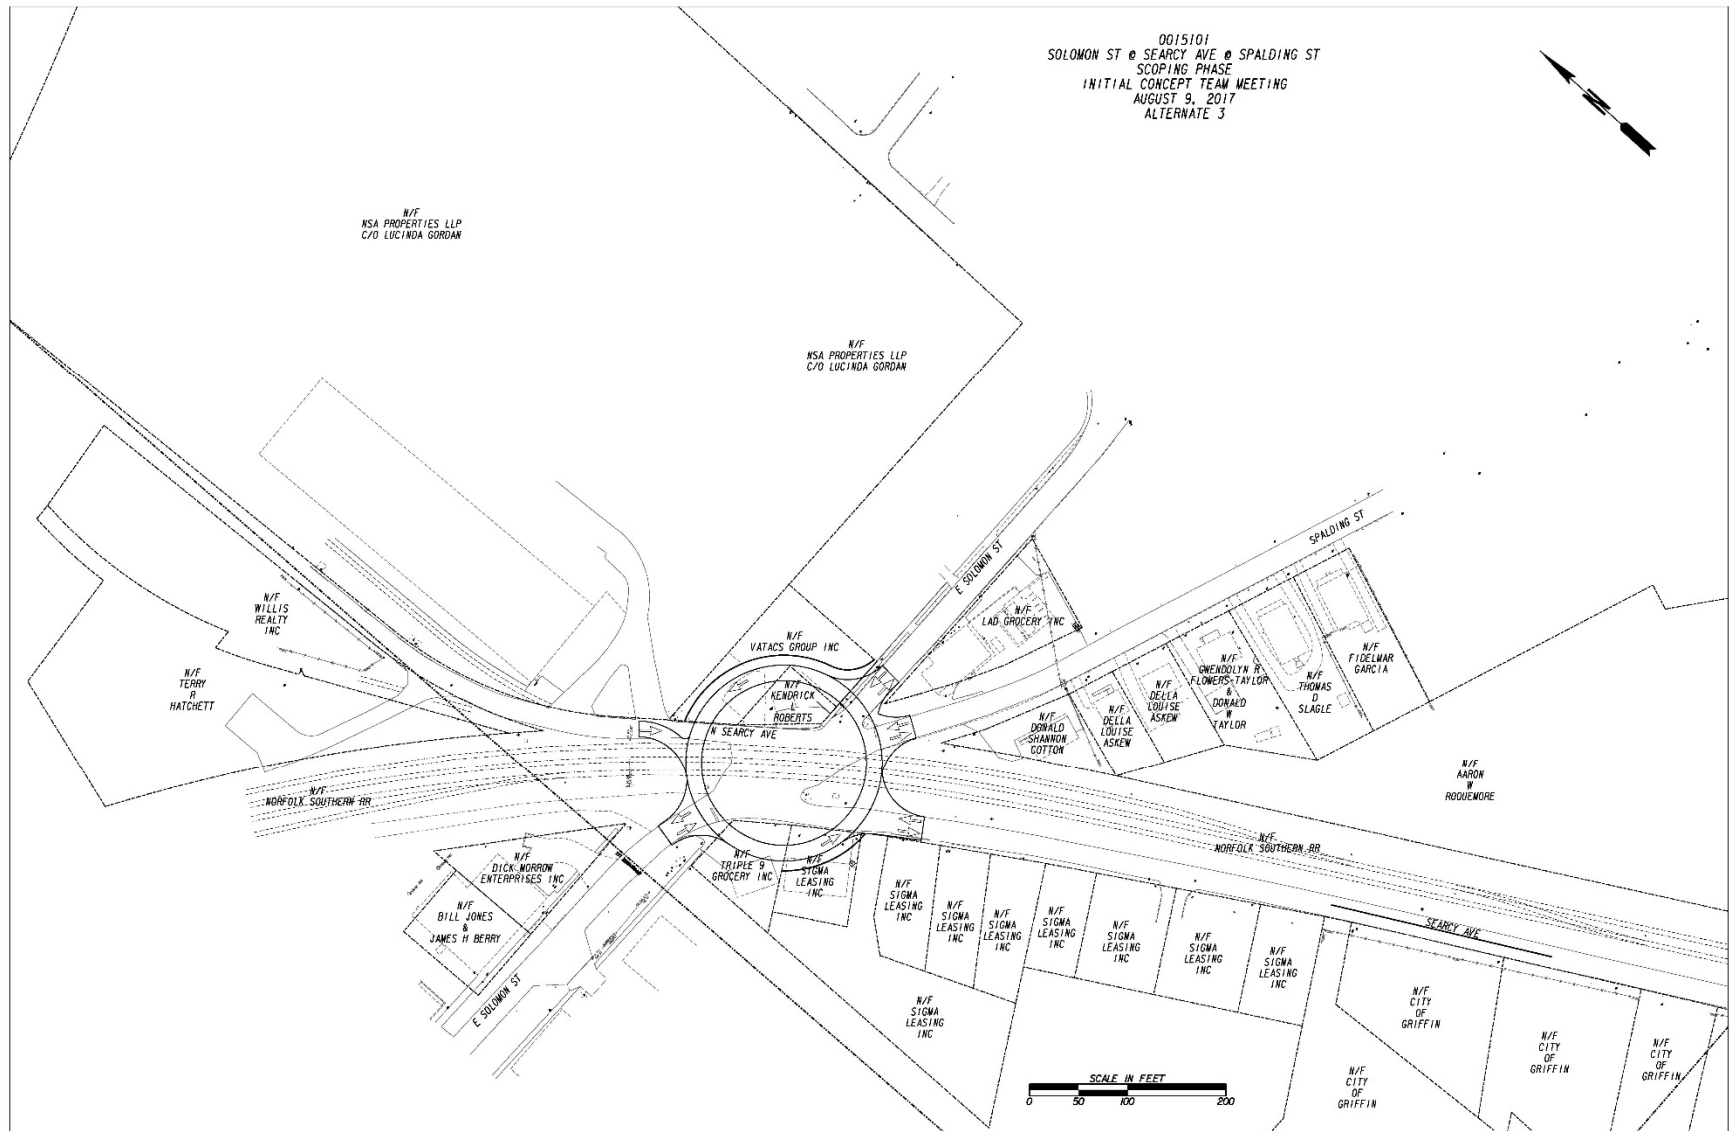 0015101
SOLOMON ST @ SEARCY AVE @ SPALDING ST
SCOPING PHASE
INITIAL CONCEPT TEAM MEETING
AUGUST 9, 2017
ALTERNATE 3
N
N/F
NSA PROPERTIES LLP
C/O LUCINDA GORDAN
N/F
NSA PROPERTIES LLP
C/O LUCINDA GORDAN
SPALDING ST
E SOLOMON ST
N/F
WILLIS
REALTY
INC
N/F
LAD GROCERY INC
N/F
VATACS GROUP INC
N/F
TERRY
R
HATCHETT
N/F
KENDRICK
L
ROBERTS
N SEARCY AVE
N/F
DONALD
SHANNON
COTTON
N/F
DELLA
LOUISE
ASKEW
N/F
DELLA
LOUISE
ASKEW
N/F
GWENDOLYN R
FLOWERS-TAYLOR
&
DONALD
W
TAYLOR
N/F
THOMAS
D
SLAGLE
N/F
FIDELMAR
GARCIA
N/F
AARON
W
ROQUEMORE
N/F
NORFOLK SOUTHERN RR
N/F
NORFOLK SOUTHERN RR
N/F
DICK MORROW
ENTERPRISES INC
N/F
BILL JONES
&
JAMES H BERRY
N/F
TRIPLE 9
GROCERY INC
N/F
SIGMA
LEASING
INC
N/F
SIGMA
LEASING
INC
N/F
SIGMA
LEASING
INC
N/F
SIGMA
LEASING
INC
N/F
SIGMA
LEASING
INC
N/F
SIGMA
LEASING
INC
N/F
SIGMA
LEASING
INC
N/F
SIGMA
LEASING
INC
SEARCY AVE
E SOLOMON ST
N/F
SIGMA
LEASING
INC
N/F
CITY
OF
GRIFFIN
N/F
CITY
OF
GRIFFIN
N/F
CITY
OF
GRIFFIN
N/F
CITY
OF
GRIFFIN
SCALE IN FEET
0 50 100 200